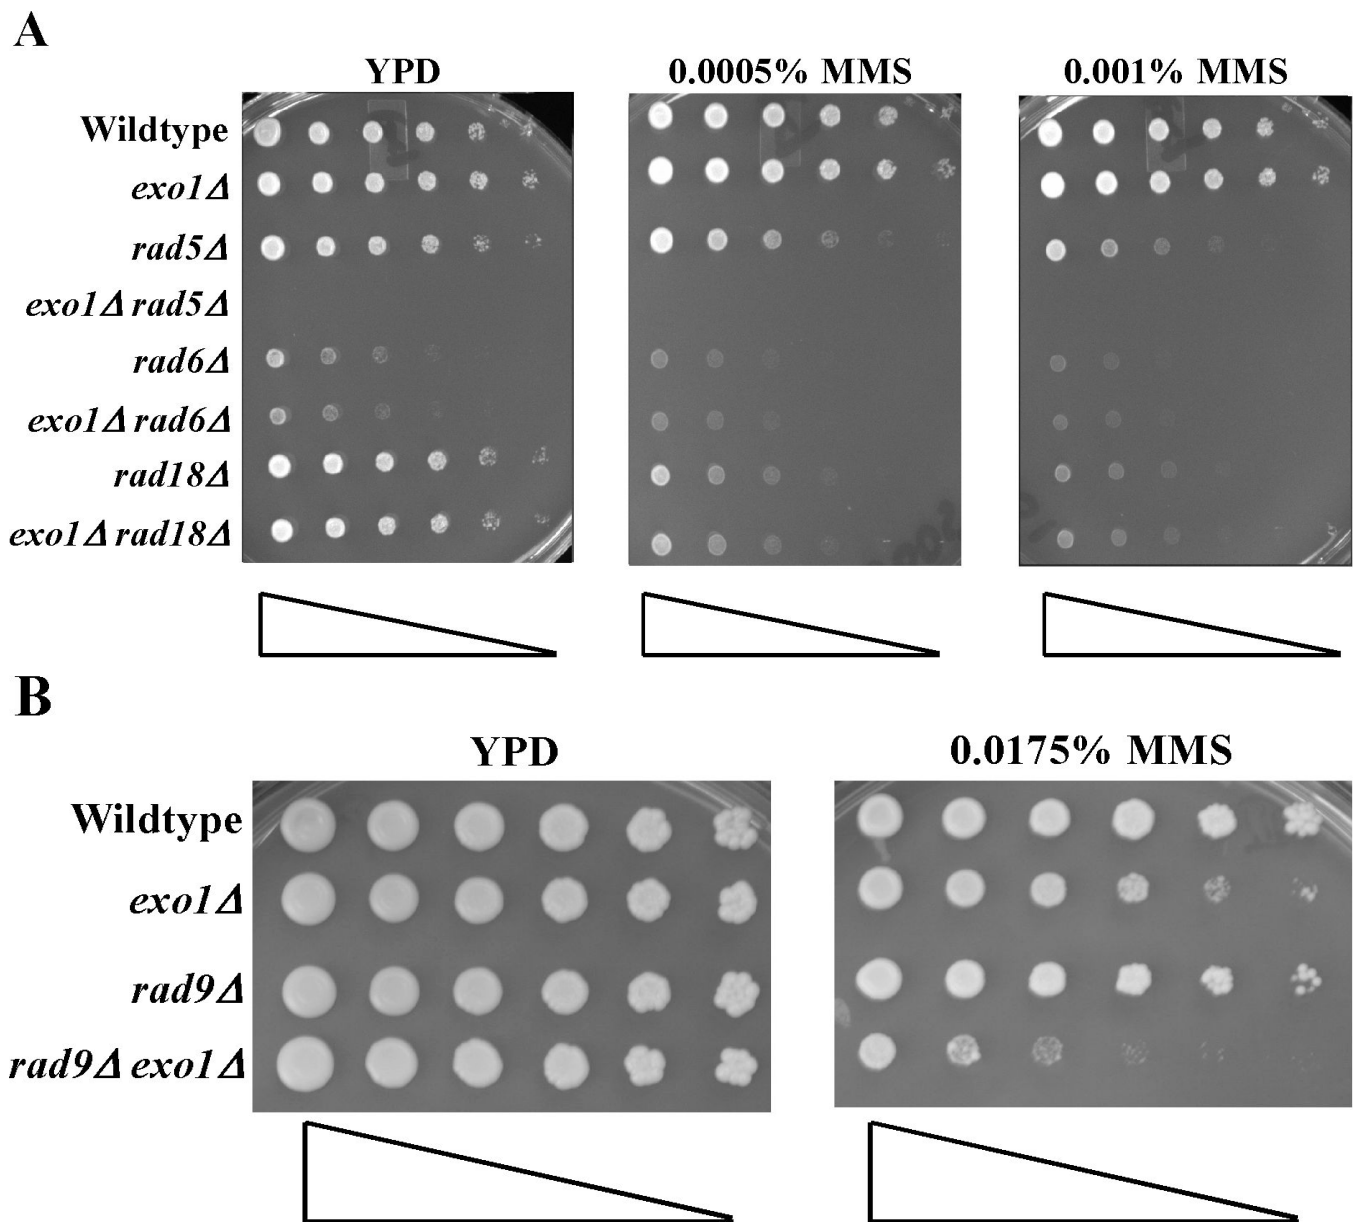 A
YPD
0.0005% MMS
0.001% MMS
Wildtype
exo1Δ
rad5Δ
exo1Δ rad5Δ
rad6Δ
exo1Δ rad6Δ
rad18Δ
exo1Δ rad18Δ
B
YPD
0.0175% MMS
Wildtype
exo1Δ
rad9Δ
rad9Δ exo1Δ